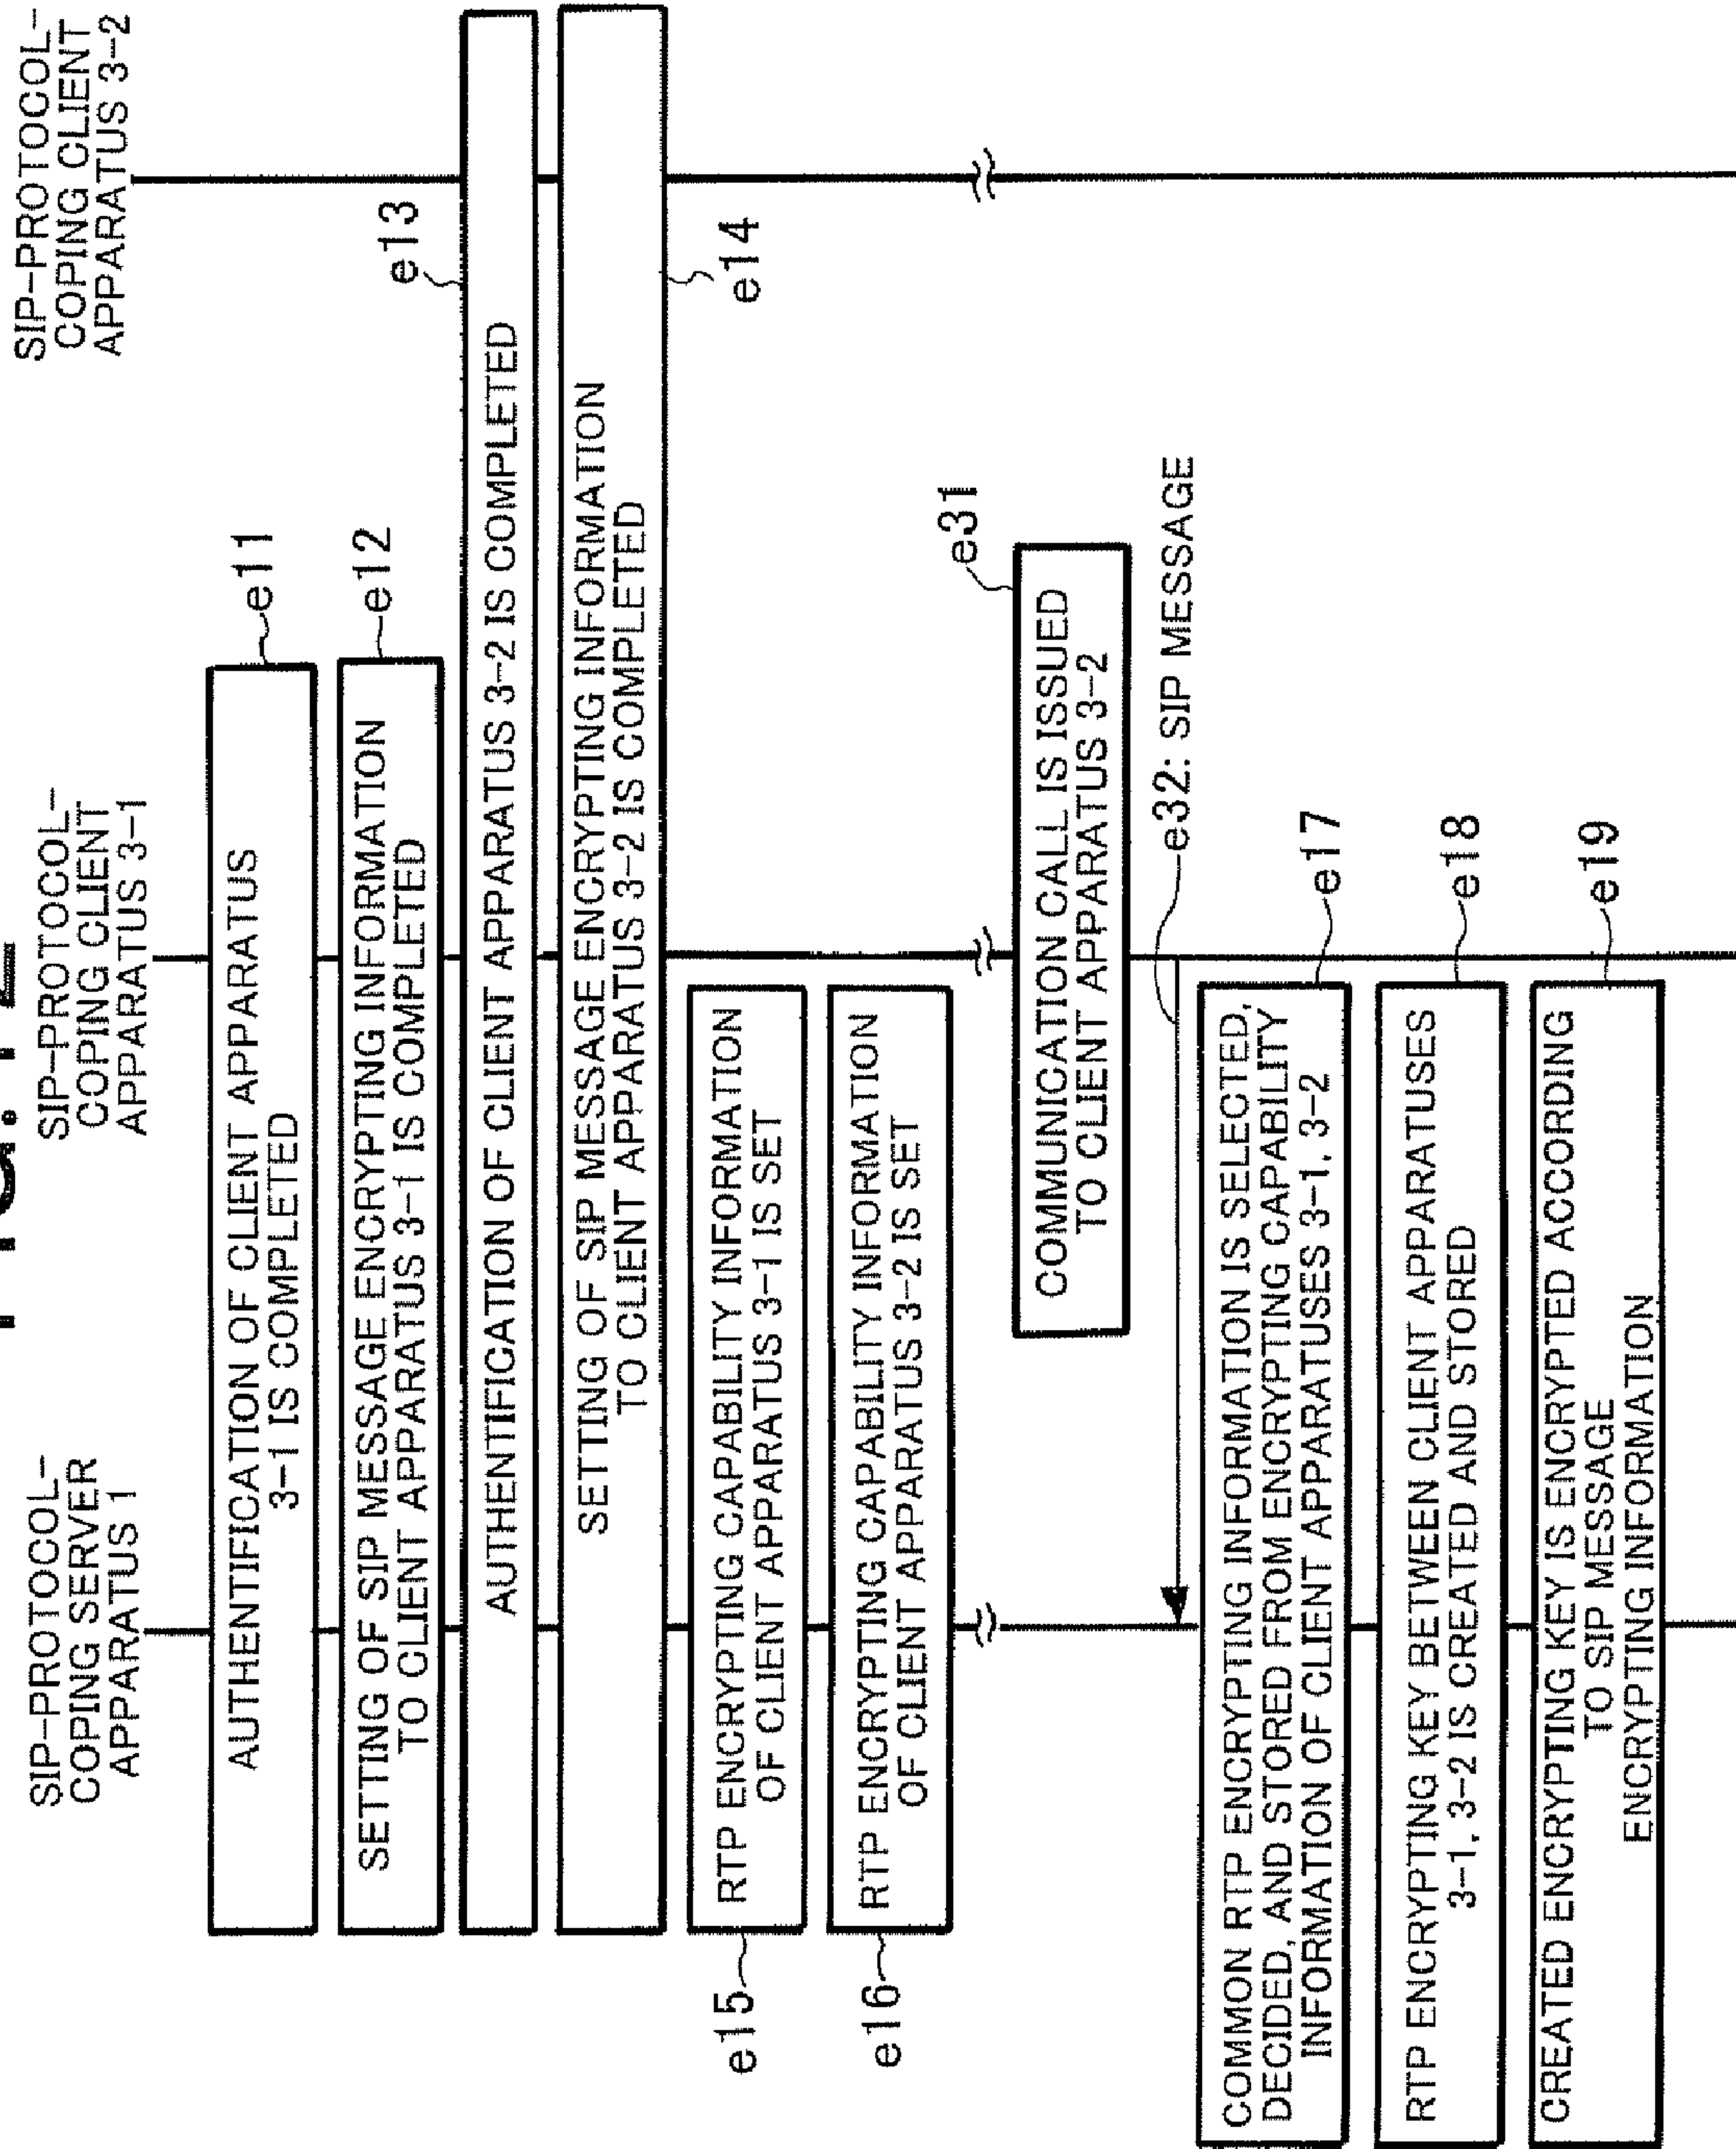 SIP-PROTOCOL-
COPING SERVER
APPARATUS 1
SIP-PROTOCOL-
COPING CLIENT
APPARATUS 3-1
SIP-PROTOCOL-
COPING CLIENT
APPARATUS 3-2
AUTHENTIFICATION OF CLIENT APPARATUS
3-1 IS COMPLETED
e11
SETTING OF SIP MESSAGE ENCRYPTING INFORMATION
TO CLIENT APPARATUS 3-1 IS COMPLETED
e12
AUTHENTIFICATION OF CLIENT APPARATUS 3-2 IS COMPLETED
e13
SETTING OF SIP MESSAGE ENCRYPTING INFORMATION
TO CLIENT APPARATUS 3-2 IS COMPLETED
e14
e15
RTP ENCRYPTING CAPABILITY INFORMATION
OF CLIENT APPARATUS 3-1 IS SET
e16
RTP ENCRYPTING CAPABILITY INFORMATION
OF CLIENT APPARATUS 3-2 IS SET
COMMUNICATION CALL IS ISSUED
TO CLIENT APPARATUS 3-2
e31
e32: SIP MESSAGE
COMMON RTP ENCRYPTING INFORMATION IS SELECTED,
DECIDED, AND STORED FROM ENCRYPTING CAPABILITY
INFORMATION OF CLIENT APPARATUSES 3-1, 3-2
e17
RTP ENCRYPTING KEY BETWEEN CLIENT APPARATUSES
3-1, 3-2 IS CREATED AND STORED
e18
CREATED ENCRYPTING KEY IS ENCRYPTED ACCORDING
TO SIP MESSAGE
ENCRYPTING INFORMATION
e19